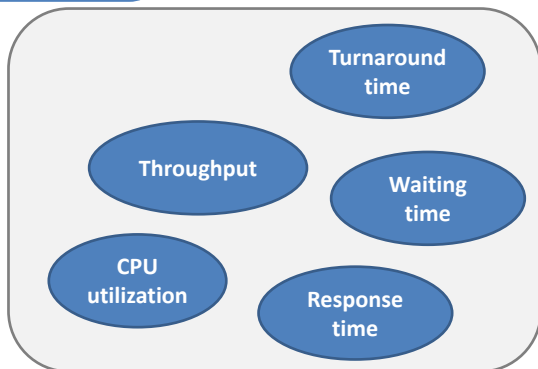 Turnaround
time
Throughput
Waiting
time
CPU
utilization
Response
time